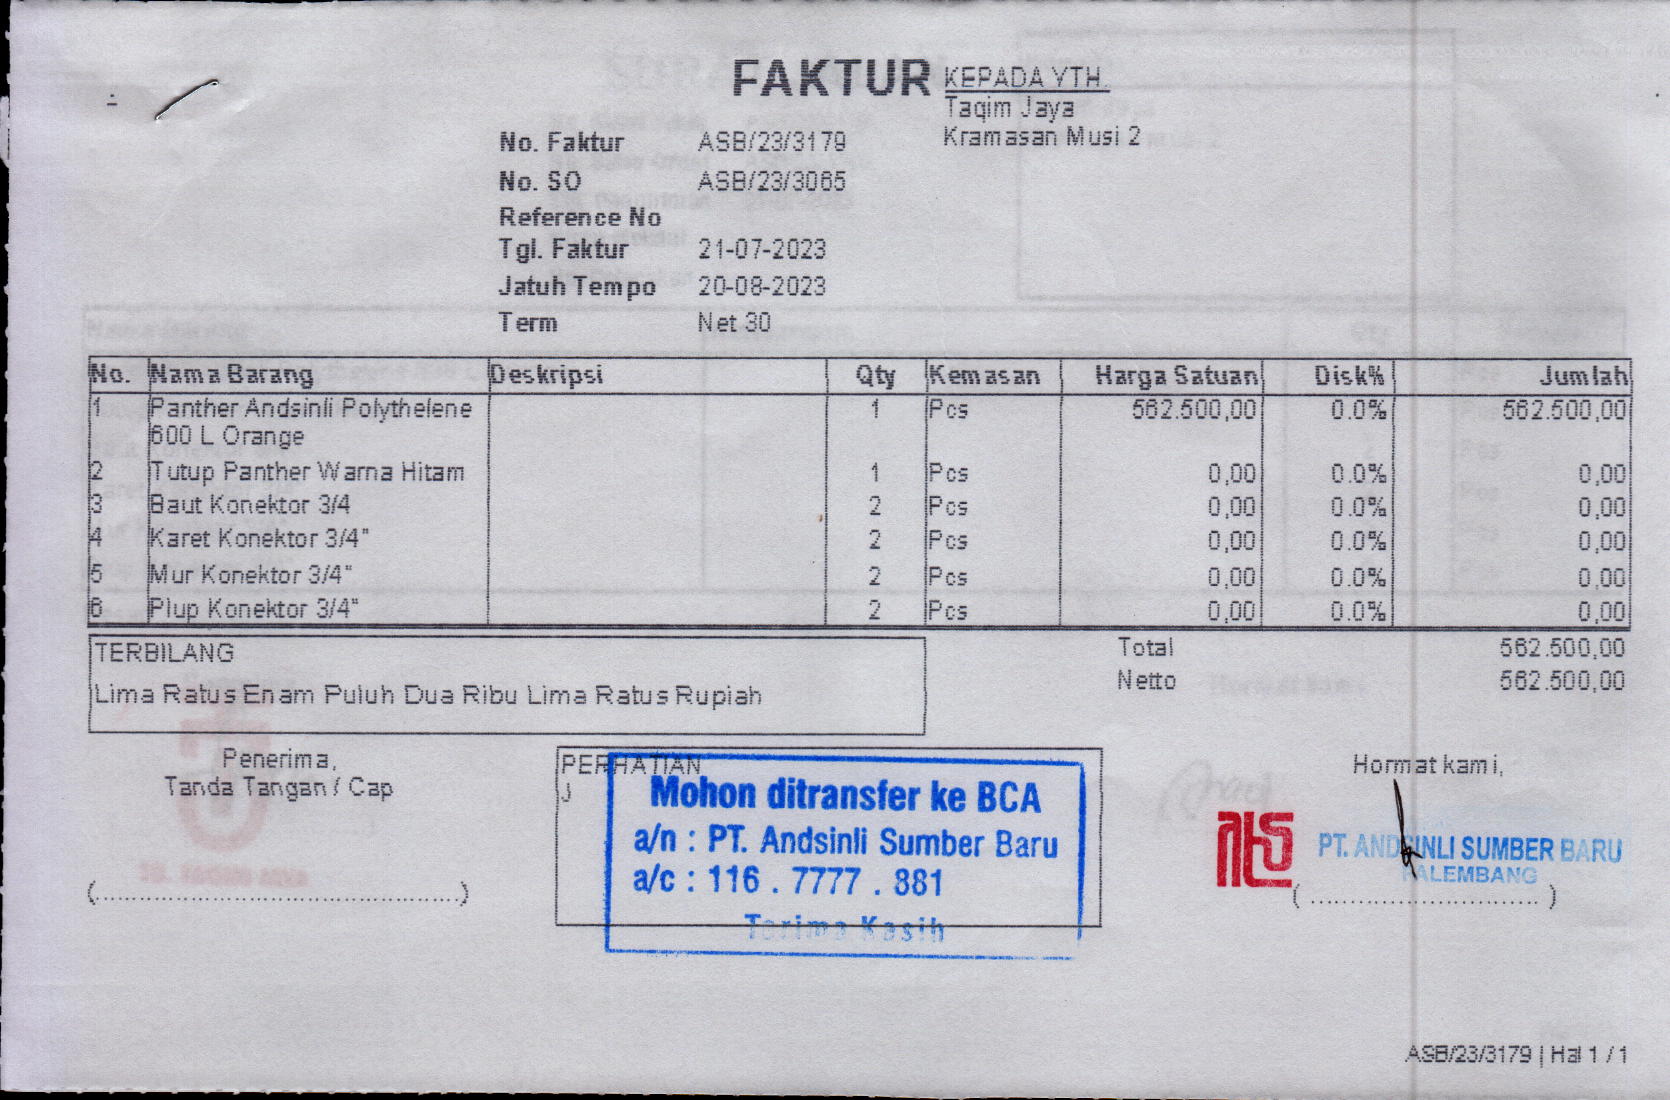 FAKTUR
KEPADA YTH.
Taqim Jaya
Kramasan Musi 2
No. Faktur ASB/23/3179
No. SO ASB/23/3065
Reference No
Tgl. Faktur 21-07-2023
Jatuh Tempo 20-08-2023
Term Net 30
No. Nama Barang Deskripsi Qty Kemasan Harga Satuan Disk% Jumlah
1 Panther Andsinli Polythelene 1 Pcs 562.500,00 0.0% 562.500,00
600 L Orange
2 Tutup Panther Warna Hitam 1 Pcs 0,00 0.0% 0,00
3 Baut Konektor 3/4 2 Pcs 0,00 0.0% 0,00
4 Karet Konektor 3/4" 2 Pcs 0,00 0.0% 0,00
5 Mur Konektor 3/4" 2 Pcs 0,00 0.0% 0,00
6 Plup Konektor 3/4" 2 Pcs 0,00 0.0% 0,00
TERBILANG
Lima Ratus Enam Puluh Dua Ribu Lima Ratus Rupiah
Total 562.500,00
Netto 562.500,00
Penerima,
Tanda Tangan / Cap
(..............................................)
PERHATIAN
J
Mohon ditransfer ke BCA
a/n : PT. Andsinli Sumber Baru
a/c : 116 . 7777 . 881
Terima Kasih
Hormat kami,
PT. ANDSINLI SUMBER BARU
PALEMBANG
( ............................. )
ASB/23/3179 | Hal 1 / 1